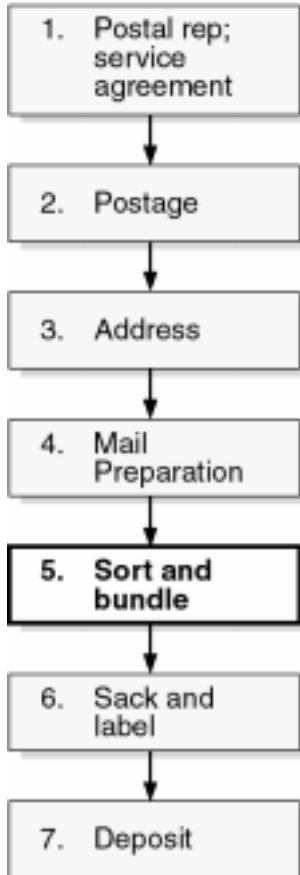 1. Postal rep;
service
agreement
2. Postage
3. Address
4. Mail
Preparation
5. Sort and
bundle
6. Sack and
label
7. Deposit